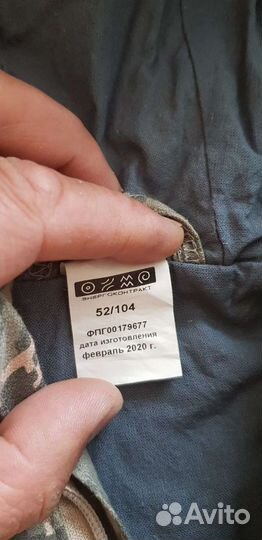 ЭНЕРГОКОНТРАКТ
52/104
ФПГ00179677
дата изготовления
февраль 2020 г.
Avito